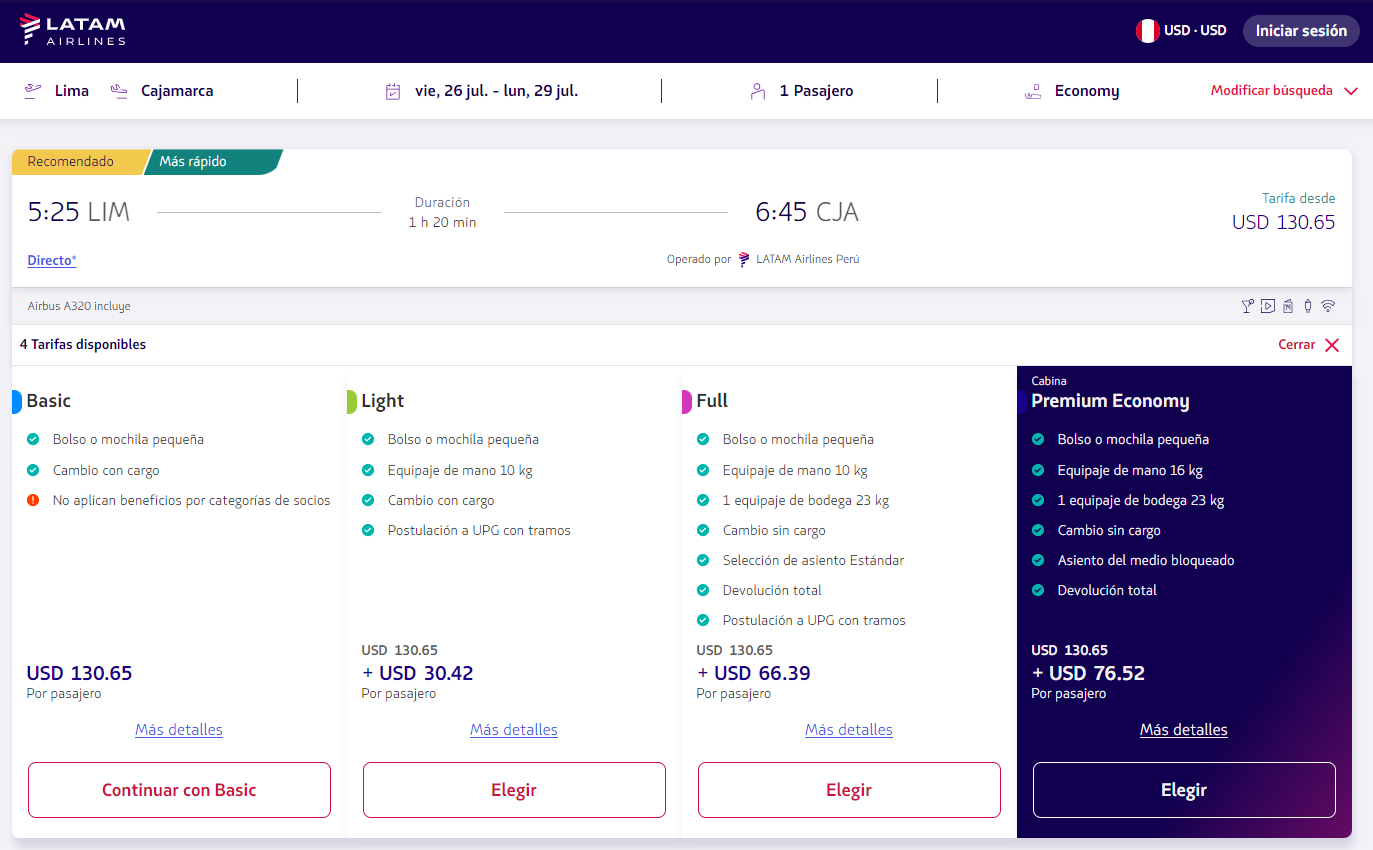 LATAM
AIRLINES
USD · USD
Iniciar sesión
Lima
Cajamarca
vie, 26 jul. - lun, 29 jul.
1 Pasajero
Economy
Modificar búsqueda
Recomendado
Más rápido
5:25 LIM
Duración
1 h 20 min
6:45 CJA
Tarifa desde
USD 130.65
Directo*
Operado por LATAM Airlines Perú
Airbus A320 incluye
4 Tarifas disponibles
Cerrar
Basic
Bolso o mochila pequeña
Cambio con cargo
No aplican beneficios por categorías de socios
USD 130.65
Por pasajero
Más detalles
Continuar con Basic
Light
Bolso o mochila pequeña
Equipaje de mano 10 kg
Cambio con cargo
Postulación a UPG con tramos
USD 130.65
+ USD 30.42
Por pasajero
Más detalles
Elegir
Full
Bolso o mochila pequeña
Equipaje de mano 10 kg
1 equipaje de bodega 23 kg
Cambio sin cargo
Selección de asiento Estándar
Devolución total
Postulación a UPG con tramos
USD 130.65
+ USD 66.39
Por pasajero
Más detalles
Elegir
Cabina
Premium Economy
Bolso o mochila pequeña
Equipaje de mano 16 kg
1 equipaje de bodega 23 kg
Cambio sin cargo
Asiento del medio bloqueado
Devolución total
USD 130.65
+ USD 76.52
Por pasajero
Más detalles
Elegir